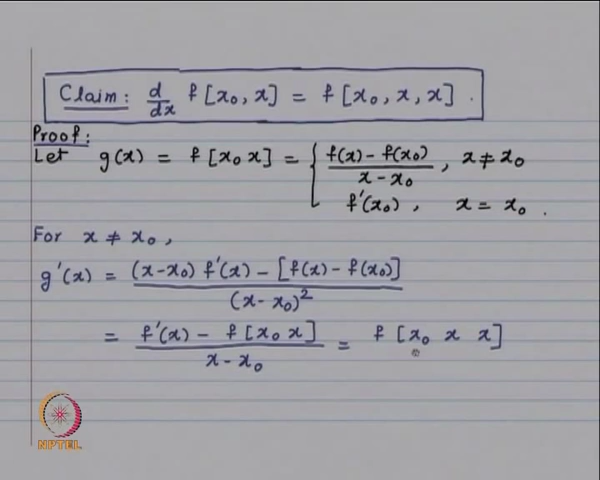 Claim: d/dx f[x₀, x] = f[x₀, x, x].
Proof:
Let g(x) = f[x₀ x] = { (f(x) - f(x₀)) / (x - x₀), x ≠ x₀
f'(x₀), x = x₀.
For x ≠ x₀,
g'(x) = ((x-x₀) f'(x) - [f(x) - f(x₀)]) / (x - x₀)²
= (f'(x) - f[x₀ x]) / (x - x₀) = f[x₀ x x]
NPTEL